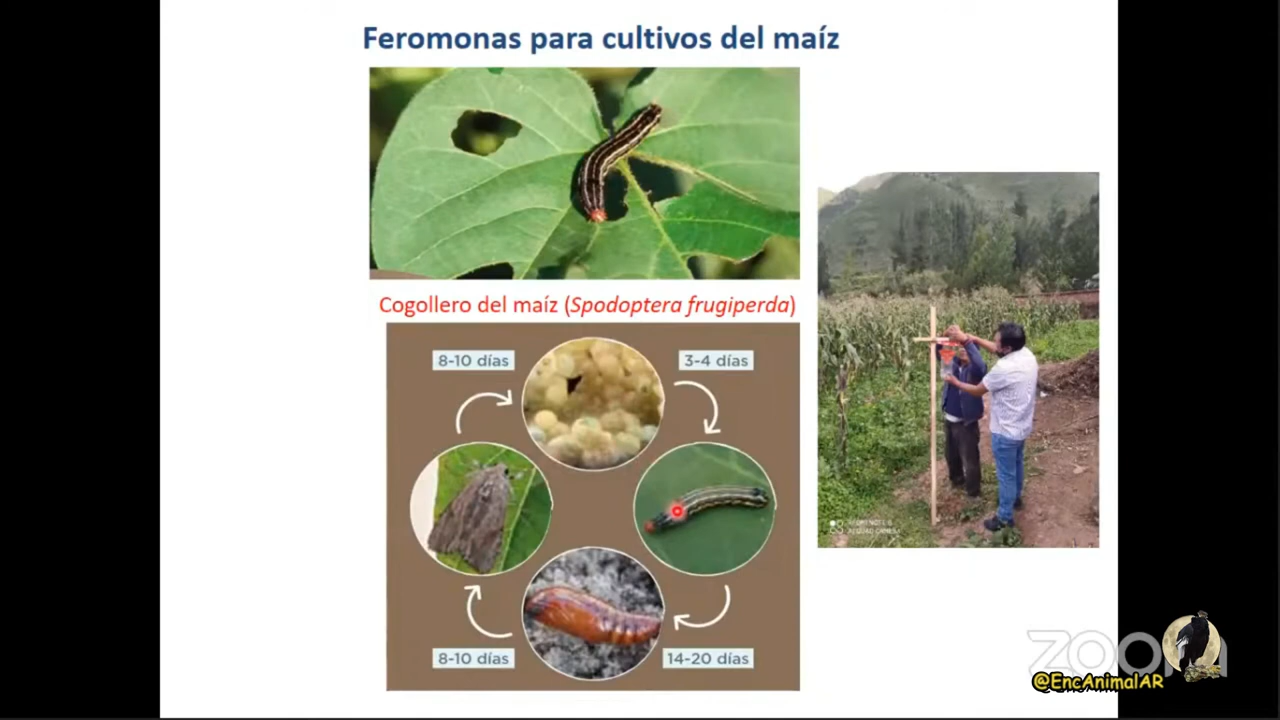 Feromonas para cultivos del maíz
Cogollero del maíz (Spodoptera frugiperda)
8-10 días
3-4 días
8-10 días
14-20 días
zoom
@EncAnimalAR